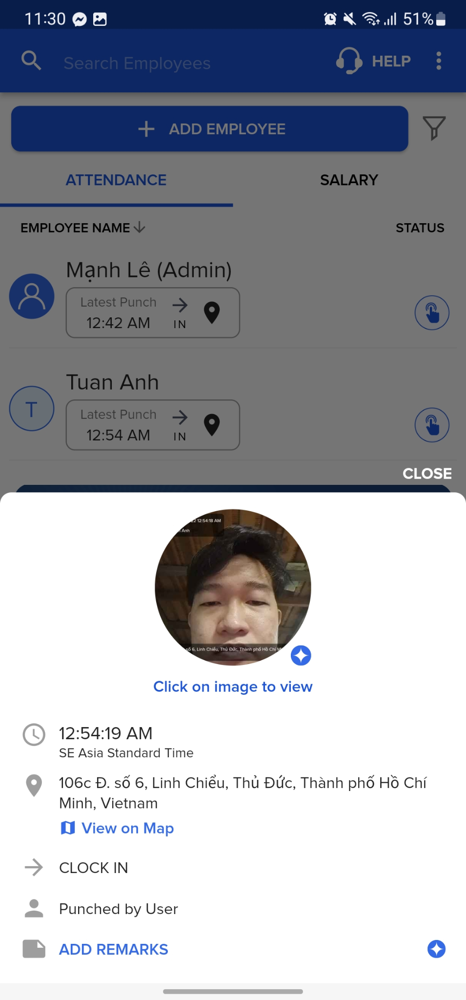 11:30
51%
Search Employees
HELP
ADD EMPLOYEE
ATTENDANCE
SALARY
EMPLOYEE NAME
STATUS
Mạnh Lê (Admin)
Latest Punch
12:42 AM
IN
Tuan Anh
T
Latest Punch
12:54 AM
IN
CLOSE
22 12:54:18 AM
Anh
số 6, Linh Chiểu, Thủ Đức, Thành phố Hồ Chí M
Click on image to view
12:54:19 AM
SE Asia Standard Time
106c Đ. số 6, Linh Chiểu, Thủ Đức, Thành phố Hồ Chí
Minh, Vietnam
View on Map
CLOCK IN
Punched by User
ADD REMARKS